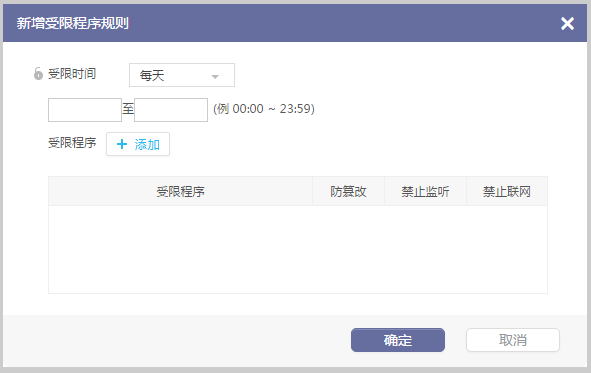 新增受限程序规则
受限时间 每天
至 (例 00:00 ~ 23:59)
受限程序 + 添加
受限程序 防篡改 禁止监听 禁止联网
确定 取消